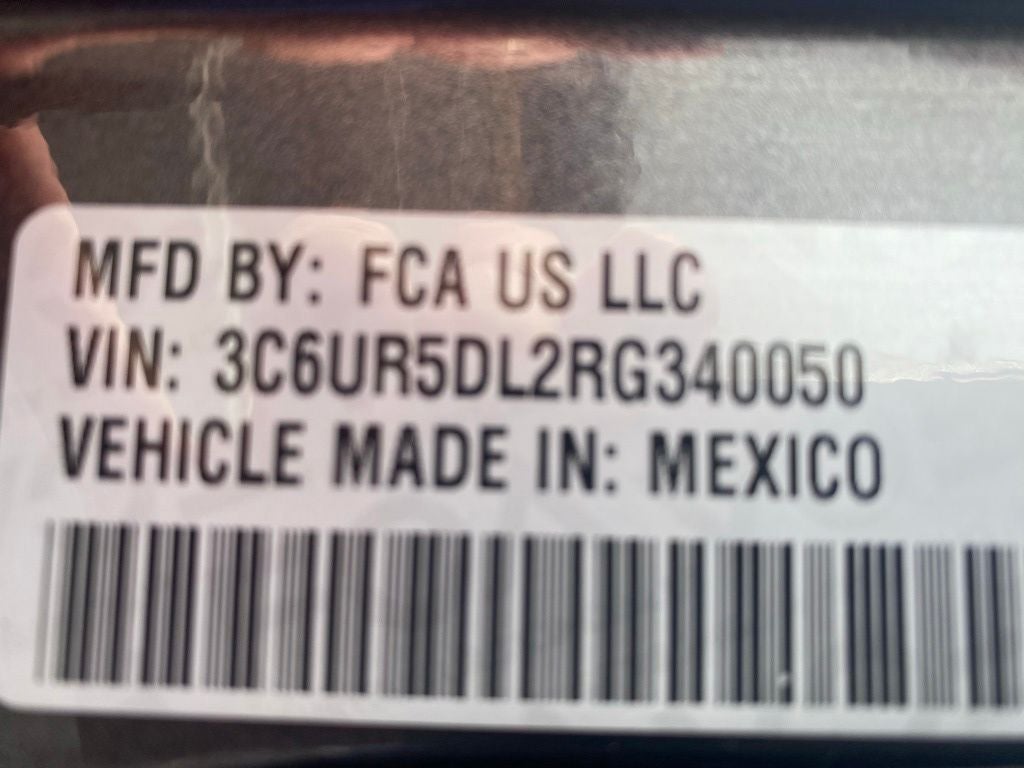 MFD BY: FCA US LLC
VIN: 3C6UR5DL2RG340050
VEHICLE MADE IN: MEXICO